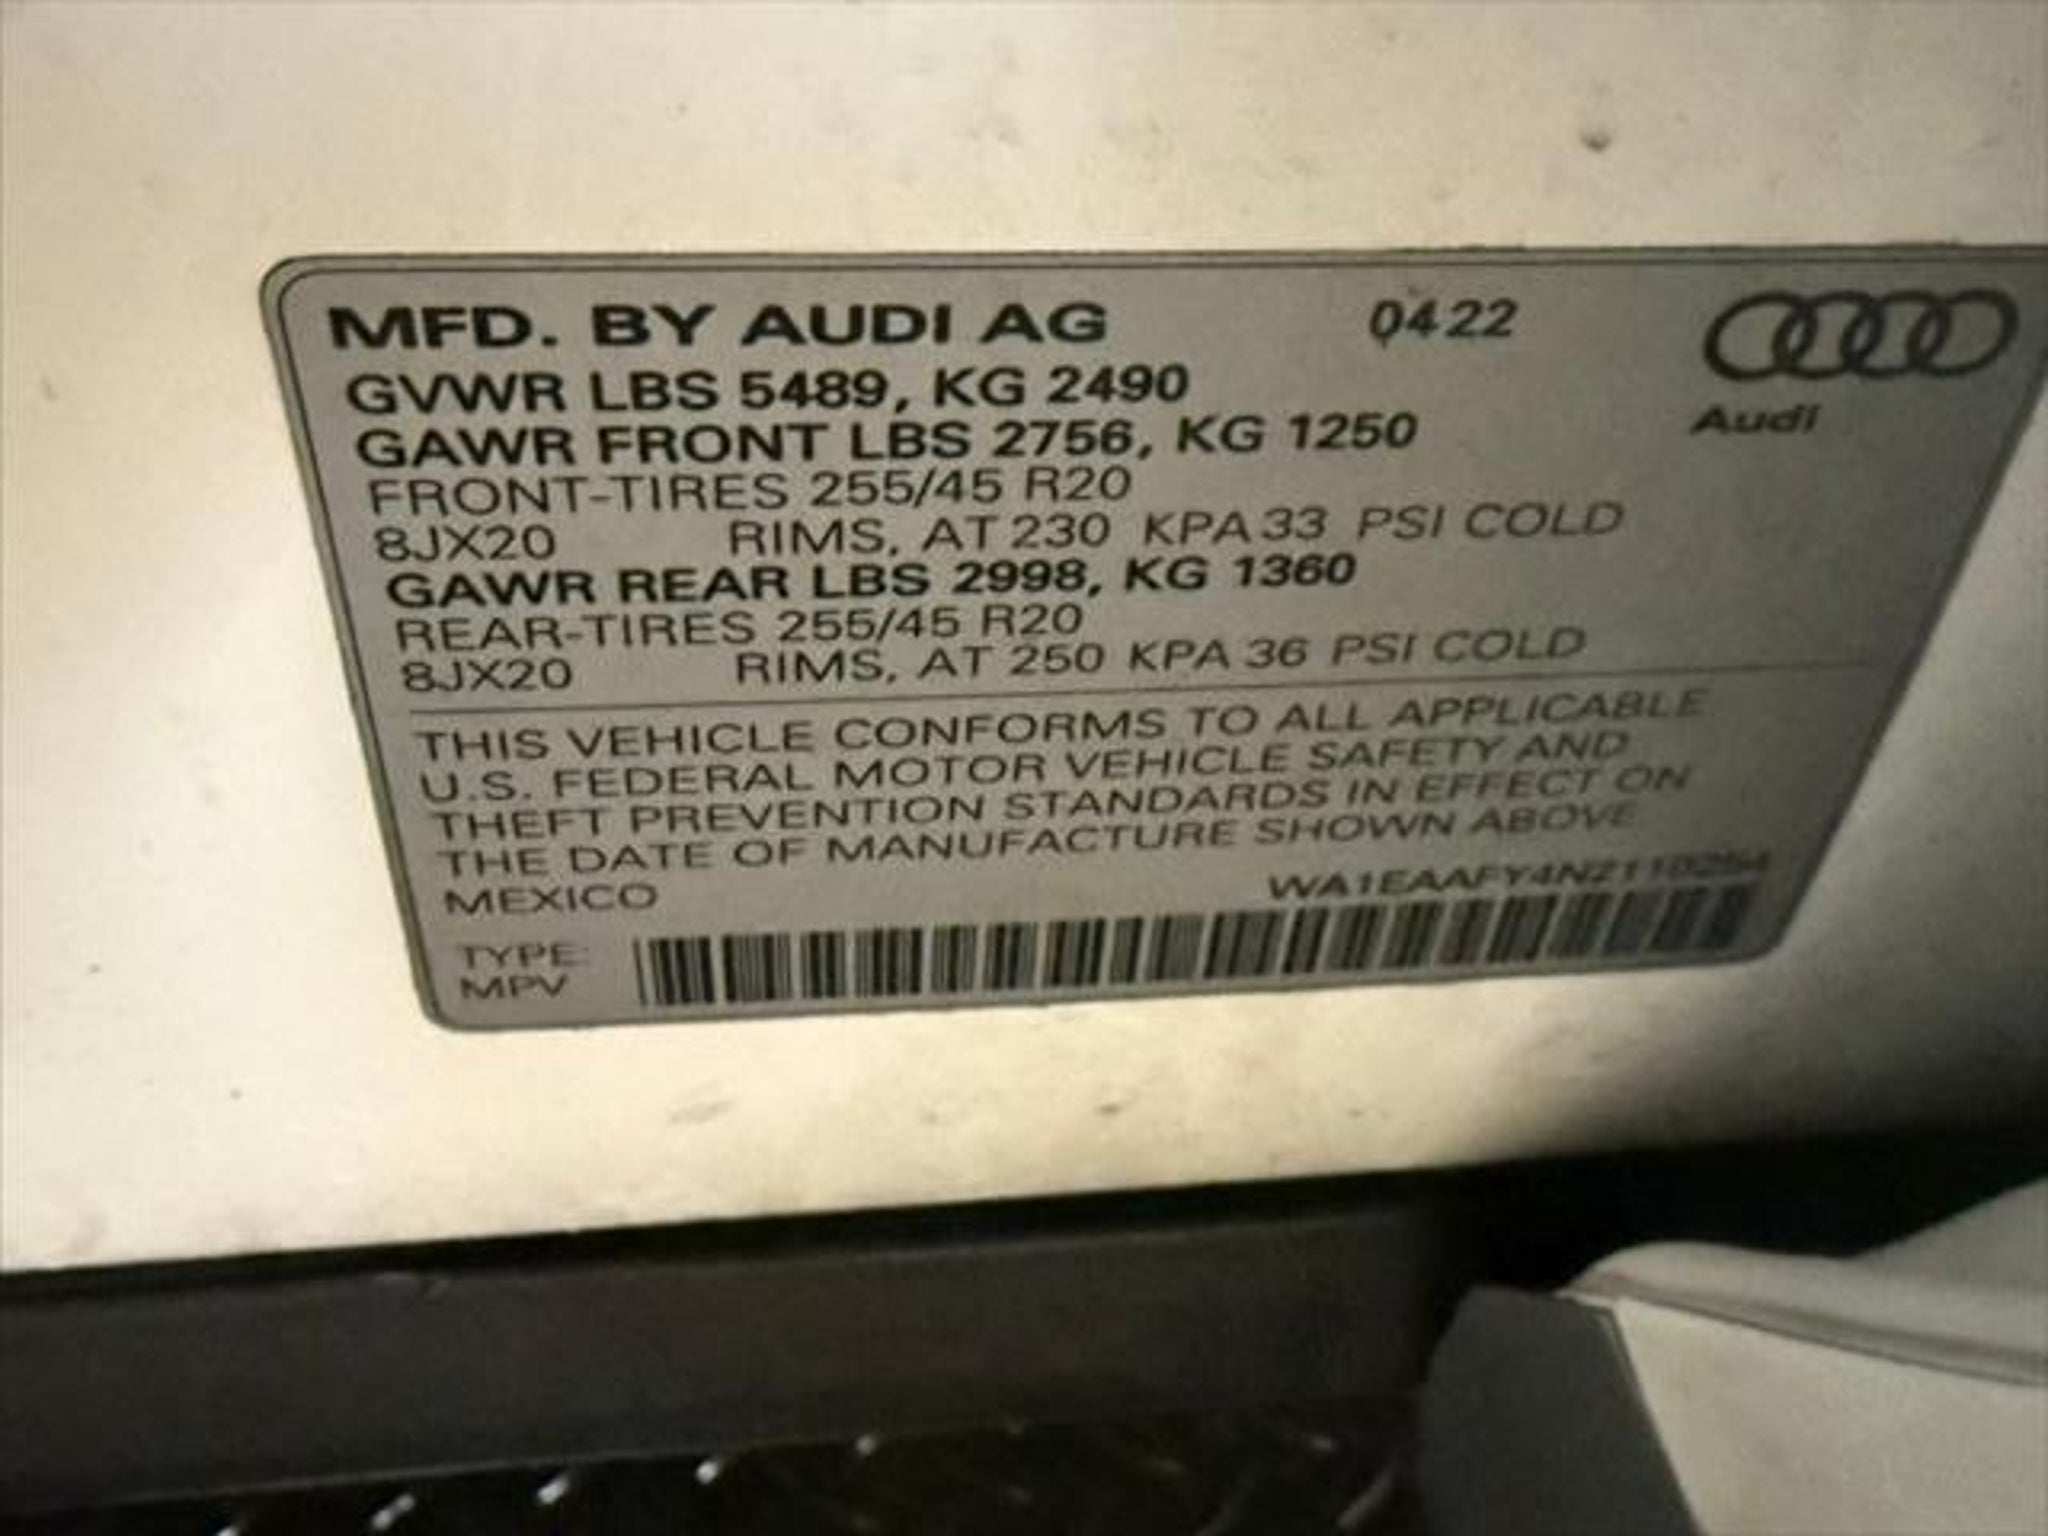 MFD. BY AUDI AG 0422
Audi
GVWR LBS 5489, KG 2490
GAWR FRONT LBS 2756, KG 1250
FRONT-TIRES 255/45 R20
8JX20 RIMS, AT 230 KPA 33 PSI COLD
GAWR REAR LBS 2998, KG 1360
REAR-TIRES 255/45 R20
8JX20 RIMS, AT 250 KPA 36 PSI COLD
THIS VEHICLE CONFORMS TO ALL APPLICABLE
U.S. FEDERAL MOTOR VEHICLE SAFETY AND
THEFT PREVENTION STANDARDS IN EFFECT ON
THE DATE OF MANUFACTURE SHOWN ABOVE
MEXICO
TYPE:
MPV